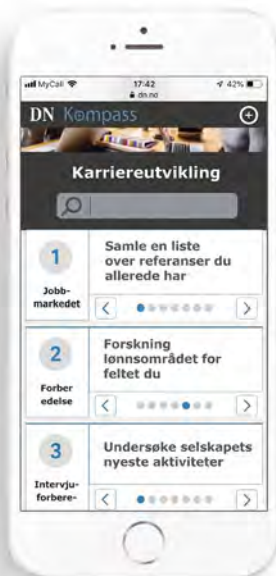 MyCall 17:42 42%
dn.no
DN Kompass
Karriereutvikling
1
Jobb-
markedet
Samle en liste
over referanser du
allerede har
2
Forber
edelse
Forskning
lønnsområdet for
feltet du
3
Intervju-
forbere-
Undersøke selskapets
nyeste aktiviteter